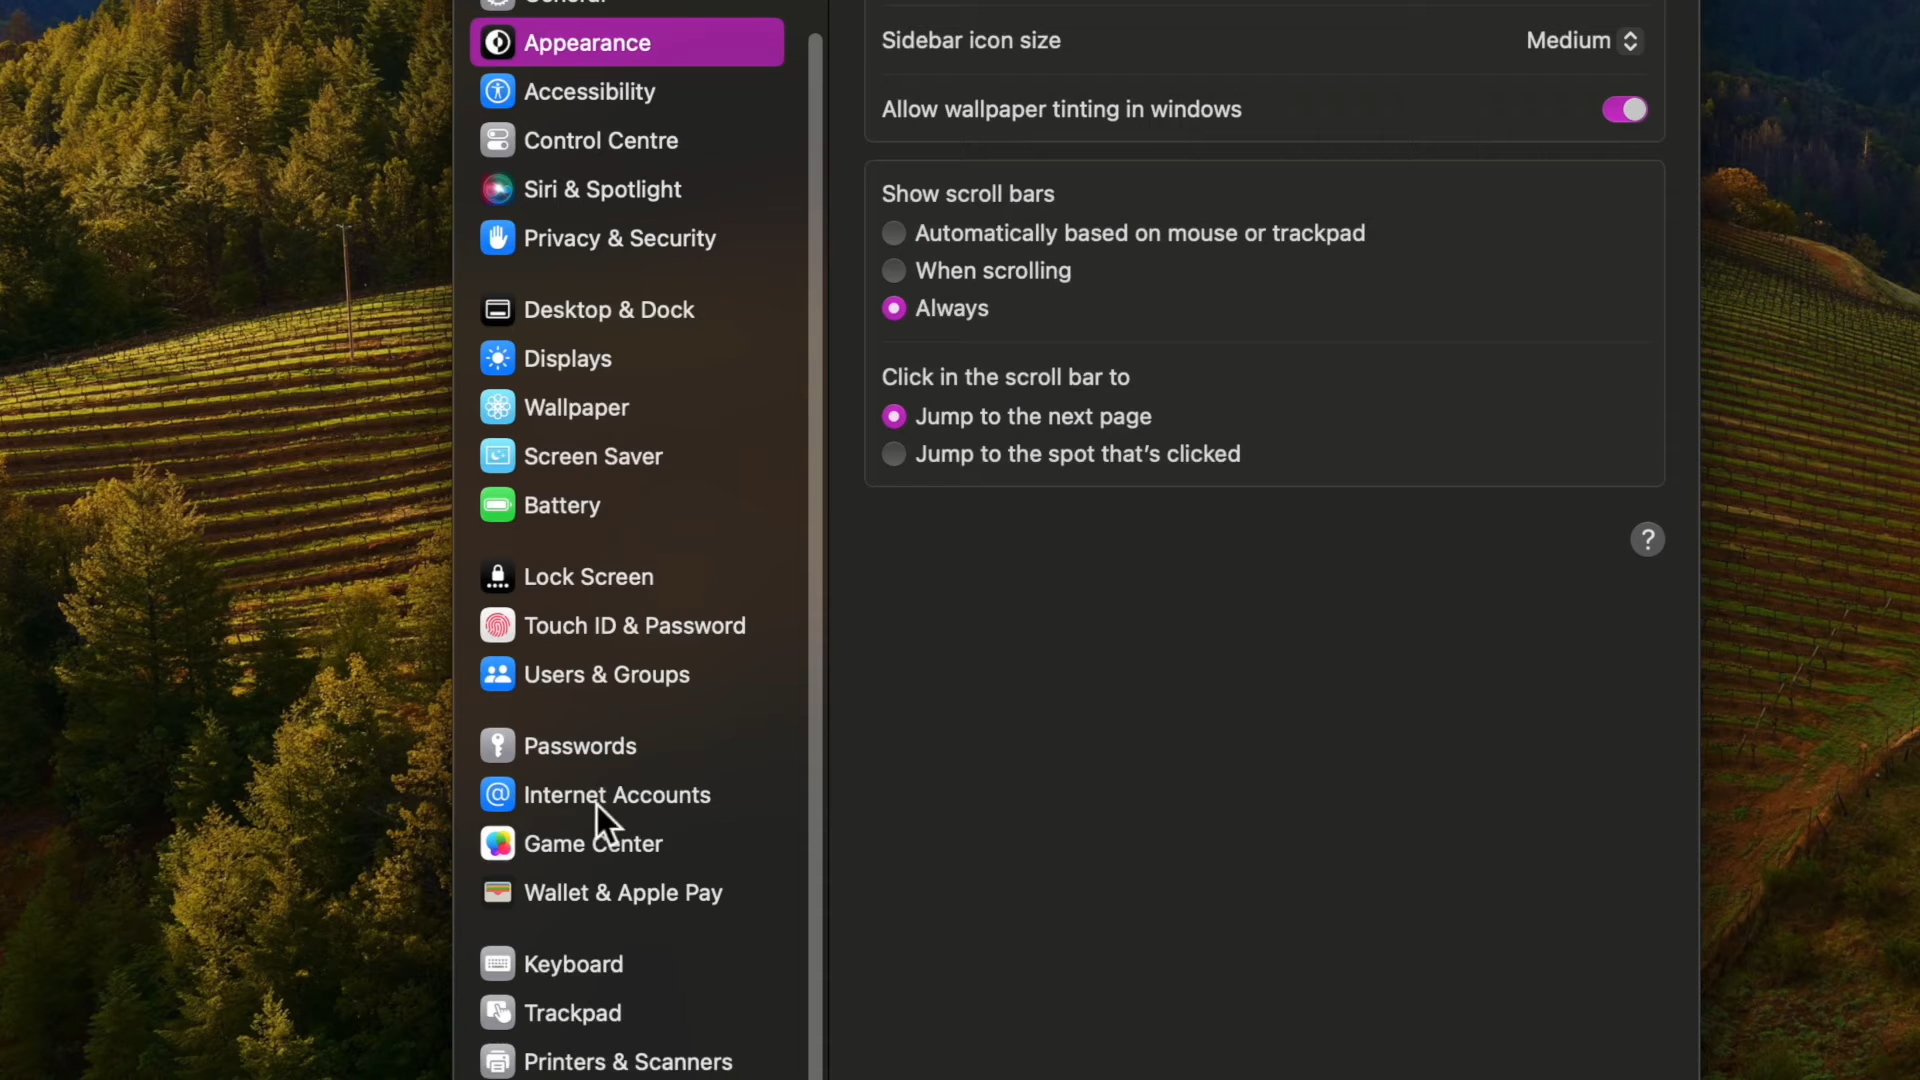 General
Appearance
Accessibility
Control Centre
Siri & Spotlight
Privacy & Security
Desktop & Dock
Displays
Wallpaper
Screen Saver
Battery
Lock Screen
Touch ID & Password
Users & Groups
Passwords
Internet Accounts
Game Center
Wallet & Apple Pay
Keyboard
Trackpad
Printers & Scanners
Sidebar icon size
Medium
Allow wallpaper tinting in windows
Show scroll bars
Automatically based on mouse or trackpad
When scrolling
Always
Click in the scroll bar to
Jump to the next page
Jump to the spot that’s clicked
?